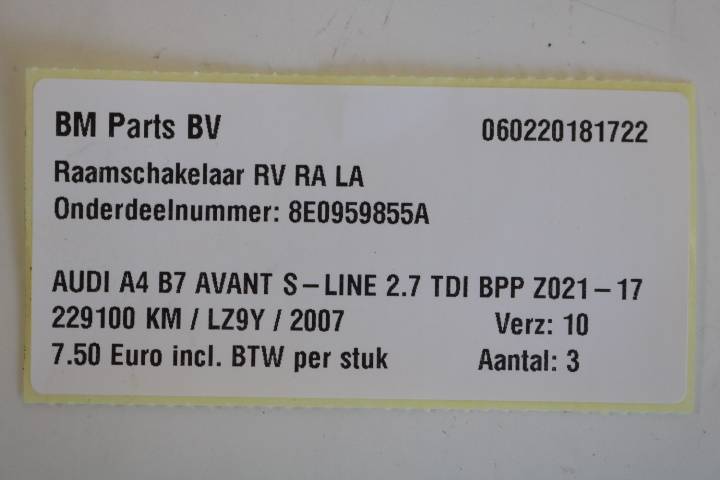 BM Parts BV 060220181722
Raamschakelaar RV RA LA
Onderdeelnummer: 8E0959855A
AUDI A4 B7 AVANT S-LINE 2.7 TDI BPP Z021-17
229100 KM / LZ9Y / 2007 Verz: 10
7.50 Euro incl. BTW per stuk Aantal: 3